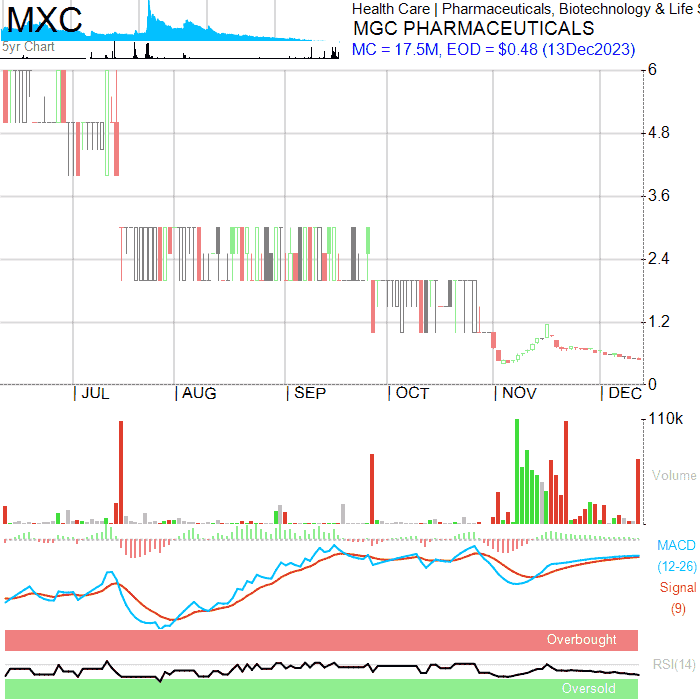 MXC
Health Care | Pharmaceuticals, Biotechnology & Life S
MGC PHARMACEUTICALS
MC = 17.5M, EOD = $0.48 (13Dec2023)
5yr Chart
6
4.8
3.6
2.4
1.2
0
| JUL | AUG | SEP | OCT | NOV | DEC
110k
Volume
MACD
(12-26)
Signal
(9)
Overbought
RSI(14)
Oversold